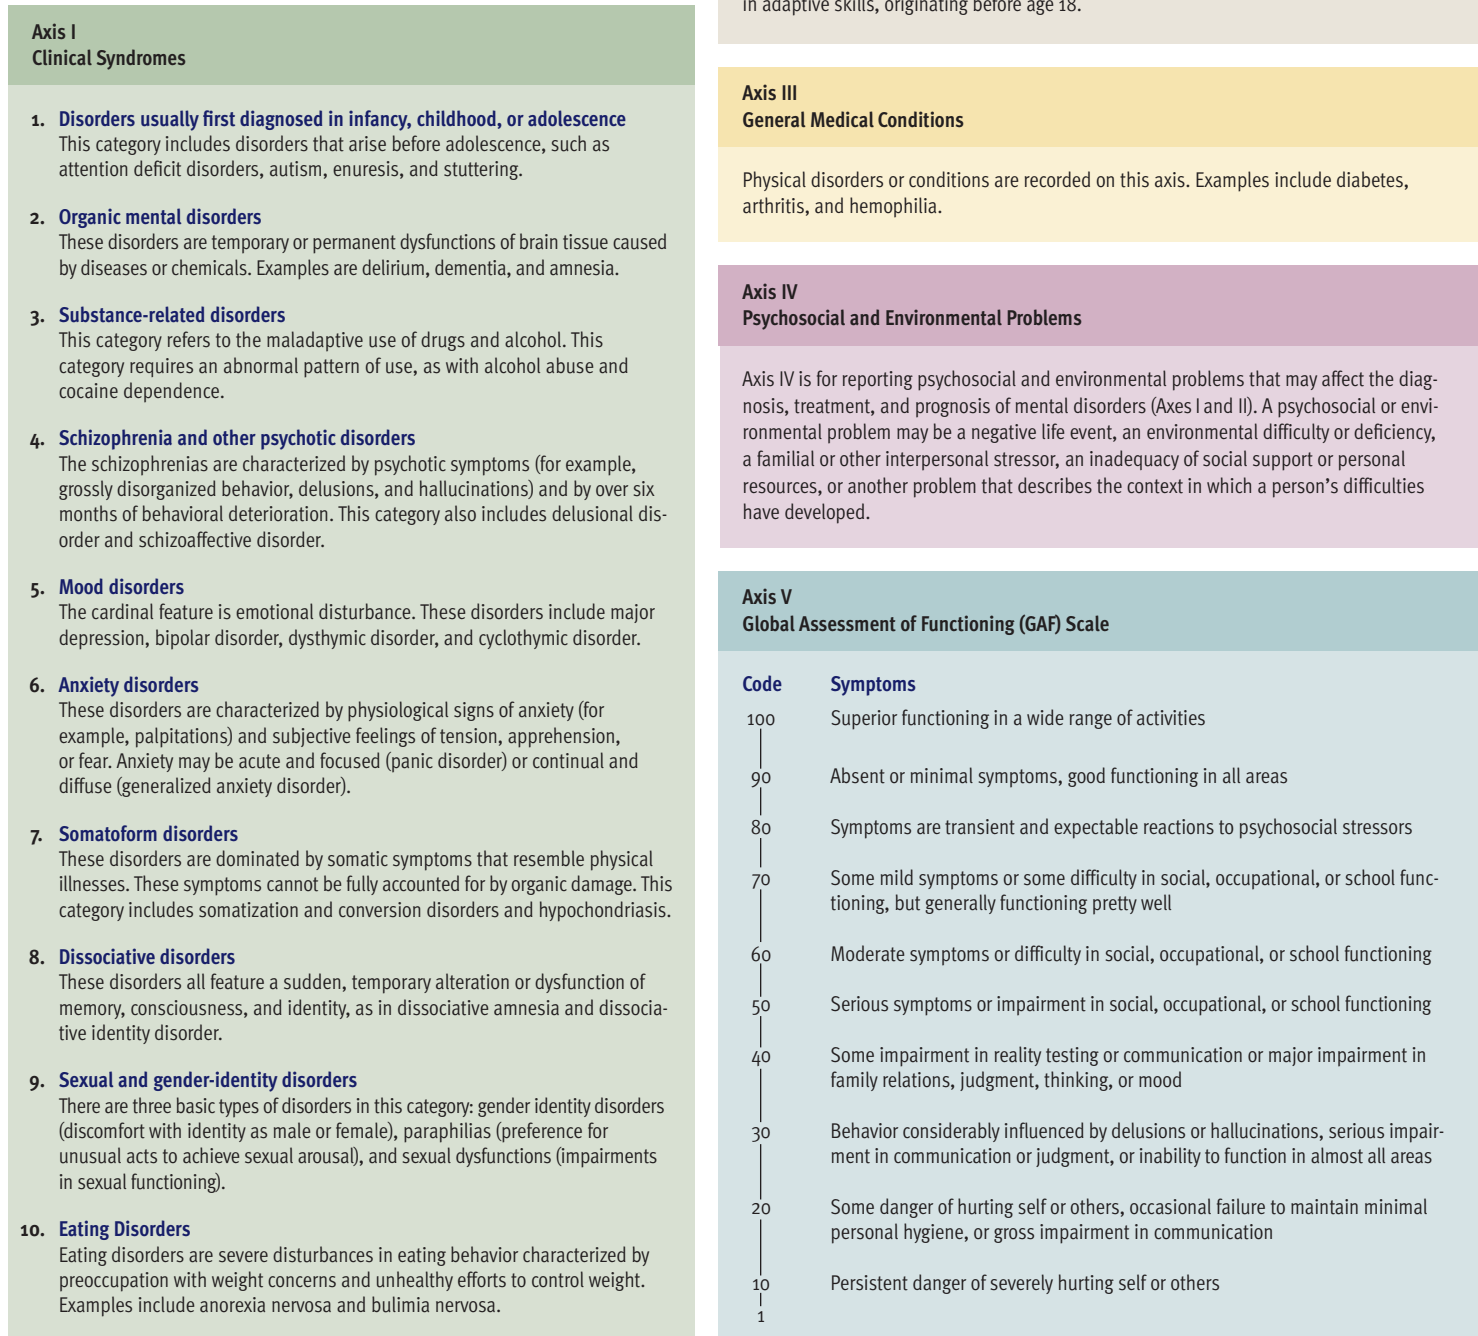 Axis I
Clinical Syndromes
1. Disorders usually first diagnosed in infancy, childhood, or adolescence
This category includes disorders that arise before adolescence, such as
attention deficit disorders, autism, enuresis, and stuttering.
2. Organic mental disorders
These disorders are temporary or permanent dysfunctions of brain tissue caused
by diseases or chemicals. Examples are delirium, dementia, and amnesia.
3. Substance-related disorders
This category refers to the maladaptive use of drugs and alcohol. This
category requires an abnormal pattern of use, as with alcohol abuse and
cocaine dependence.
4. Schizophrenia and other psychotic disorders
The schizophrenias are characterized by psychotic symptoms (for example,
grossly disorganized behavior, delusions, and hallucinations) and by over six
months of behavioral deterioration. This category also includes delusional dis-
order and schizoaffective disorder.
5. Mood disorders
The cardinal feature is emotional disturbance. These disorders include major
depression, bipolar disorder, dysthymic disorder, and cyclothymic disorder.
6. Anxiety disorders
These disorders are characterized by physiological signs of anxiety (for
example, palpitations) and subjective feelings of tension, apprehension,
or fear. Anxiety may be acute and focused (panic disorder) or continual and
diffuse (generalized anxiety disorder).
7. Somatoform disorders
These disorders are dominated by somatic symptoms that resemble physical
illnesses. These symptoms cannot be fully accounted for by organic damage. This
category includes somatization and conversion disorders and hypochondriasis.
8. Dissociative disorders
These disorders all feature a sudden, temporary alteration or dysfunction of
memory, consciousness, and identity, as in dissociative amnesia and dissocia-
tive identity disorder.
9. Sexual and gender-identity disorders
There are three basic types of disorders in this category: gender identity disorders
(discomfort with identity as male or female), paraphilias (preference for
unusual acts to achieve sexual arousal), and sexual dysfunctions (impairments
in sexual functioning).
10. Eating Disorders
Eating disorders are severe disturbances in eating behavior characterized by
preoccupation with weight concerns and unhealthy efforts to control weight.
Examples include anorexia nervosa and bulimia nervosa.
in adaptive skills, originating before age 18.
Axis III
General Medical Conditions
Physical disorders or conditions are recorded on this axis. Examples include diabetes,
arthritis, and hemophilia.
Axis IV
Psychosocial and Environmental Problems
Axis IV is for reporting psychosocial and environmental problems that may affect the diag-
nosis, treatment, and prognosis of mental disorders (Axes I and II). A psychosocial or envi-
ronmental problem may be a negative life event, an environmental difficulty or deficiency,
a familial or other interpersonal stressor, an inadequacy of social support or personal
resources, or another problem that describes the context in which a person's difficulties
have developed.
Axis V
Global Assessment of Functioning (GAF) Scale
Code Symptoms
100 Superior functioning in a wide range of activities
90 Absent or minimal symptoms, good functioning in all areas
80 Symptoms are transient and expectable reactions to psychosocial stressors
70 Some mild symptoms or some difficulty in social, occupational, or school func-
tioning, but generally functioning pretty well
60 Moderate symptoms or difficulty in social, occupational, or school functioning
50 Serious symptoms or impairment in social, occupational, or school functioning
40 Some impairment in reality testing or communication or major impairment in
family relations, judgment, thinking, or mood
30 Behavior considerably influenced by delusions or hallucinations, serious impair-
ment in communication or judgment, or inability to function in almost all areas
20 Some danger of hurting self or others, occasional failure to maintain minimal
personal hygiene, or gross impairment in communication
10 Persistent danger of severely hurting self or others
1